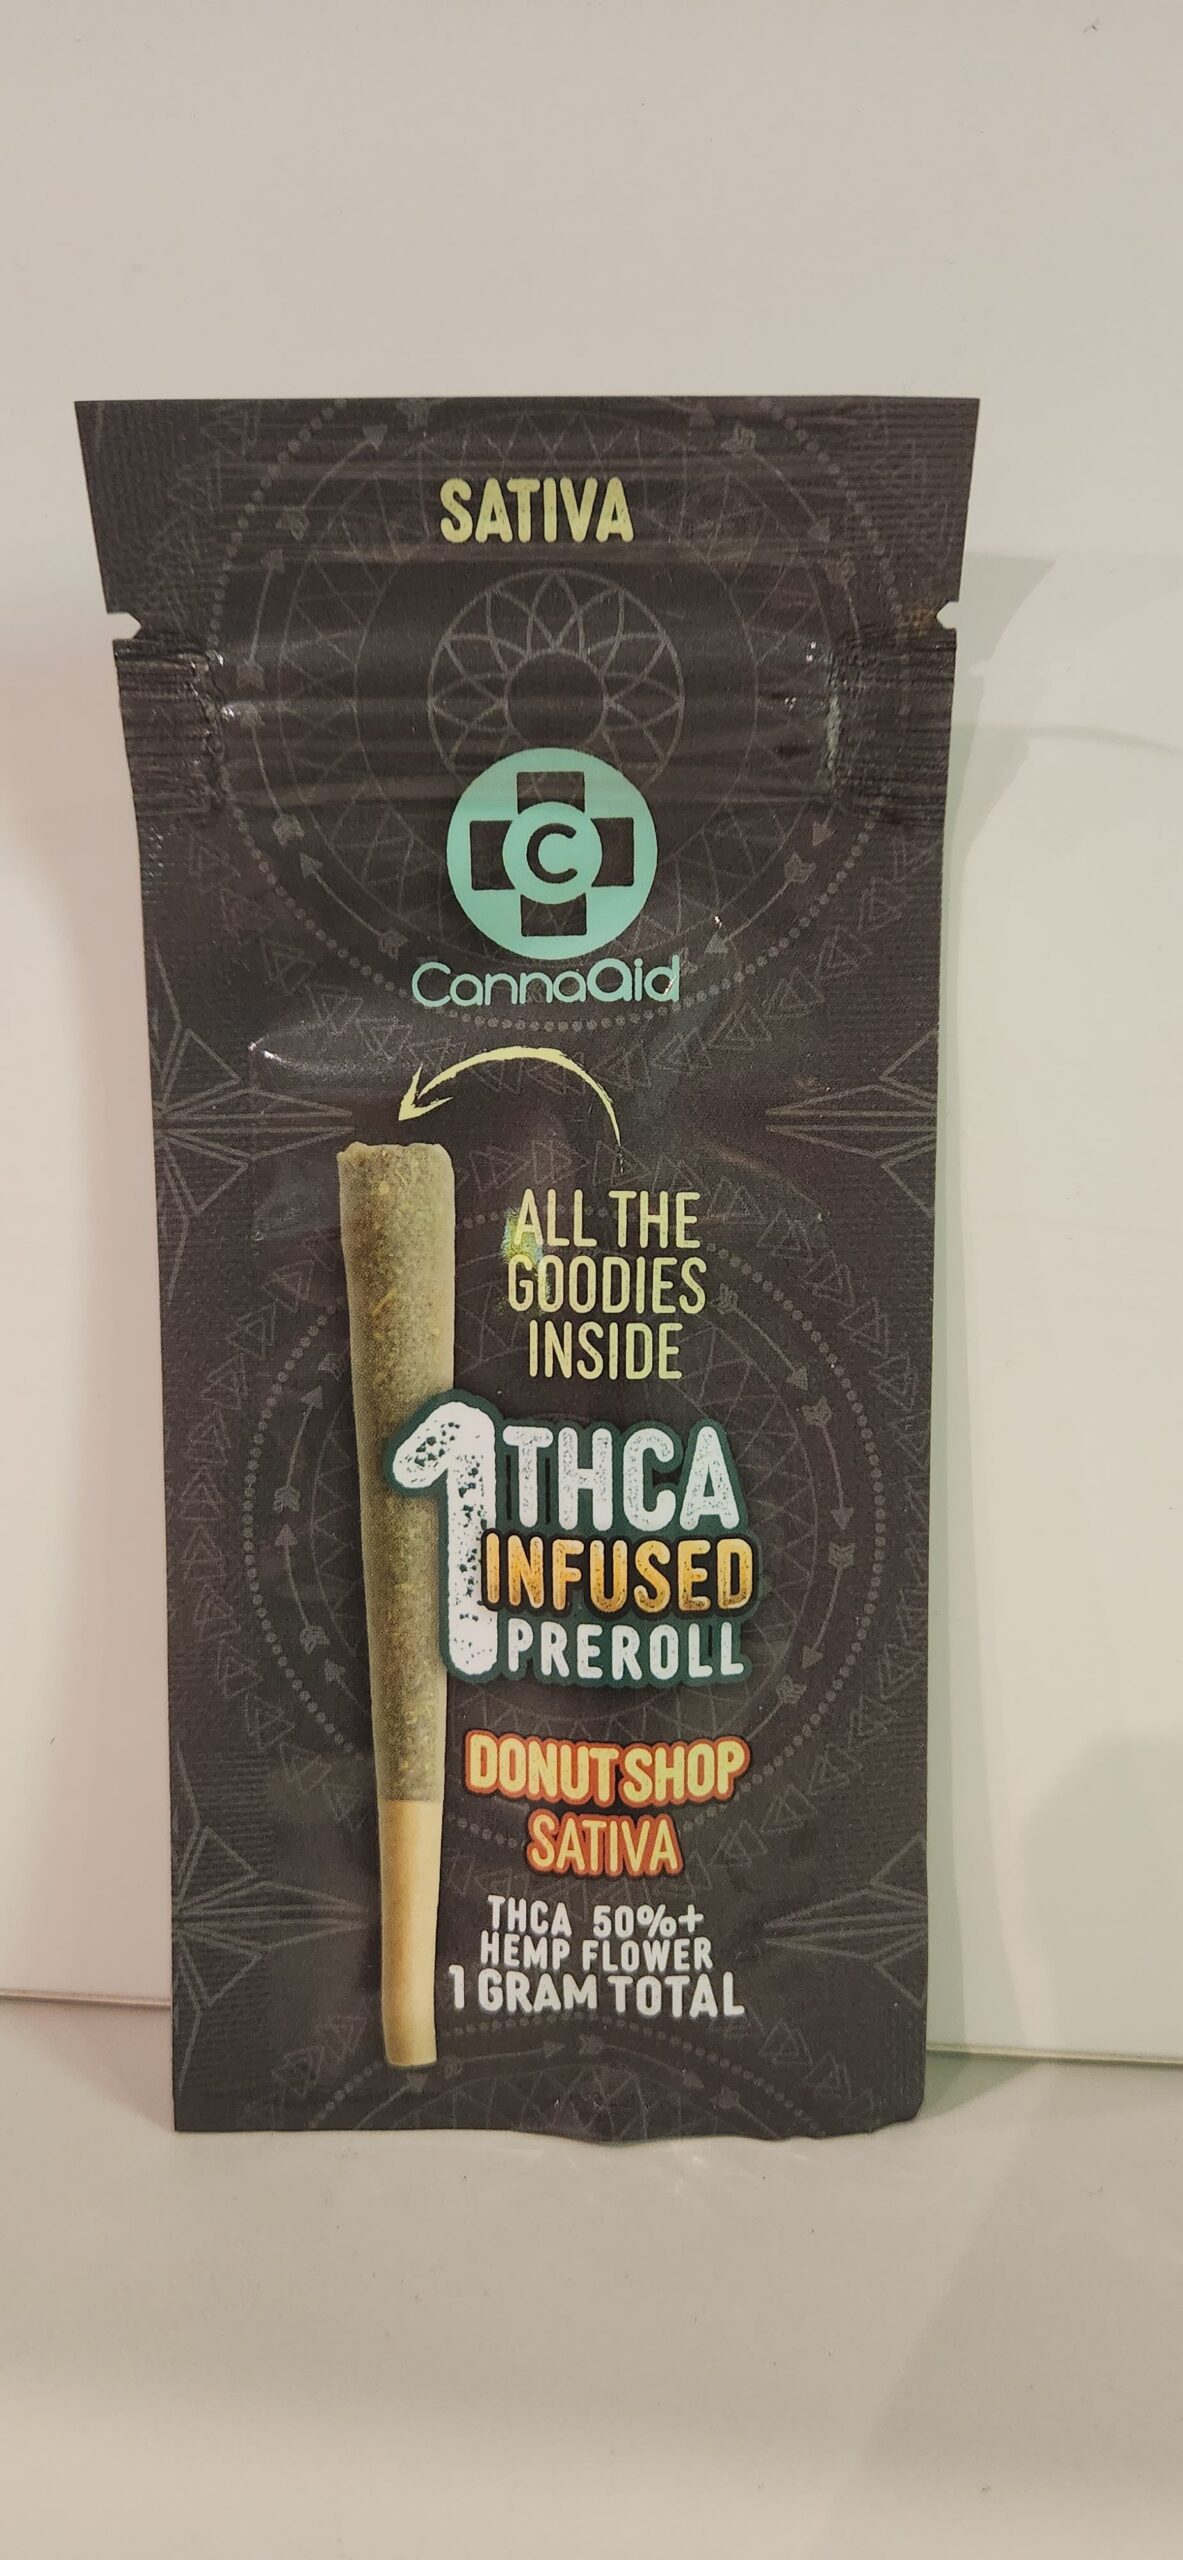 SATIVA
C
CannaAid
ALL THE
GOODIES
INSIDE
1 THCA
INFUSED
PREROLL
DONUT SHOP
SATIVA
THCA 50%+
HEMP FLOWER
1 GRAM TOTAL